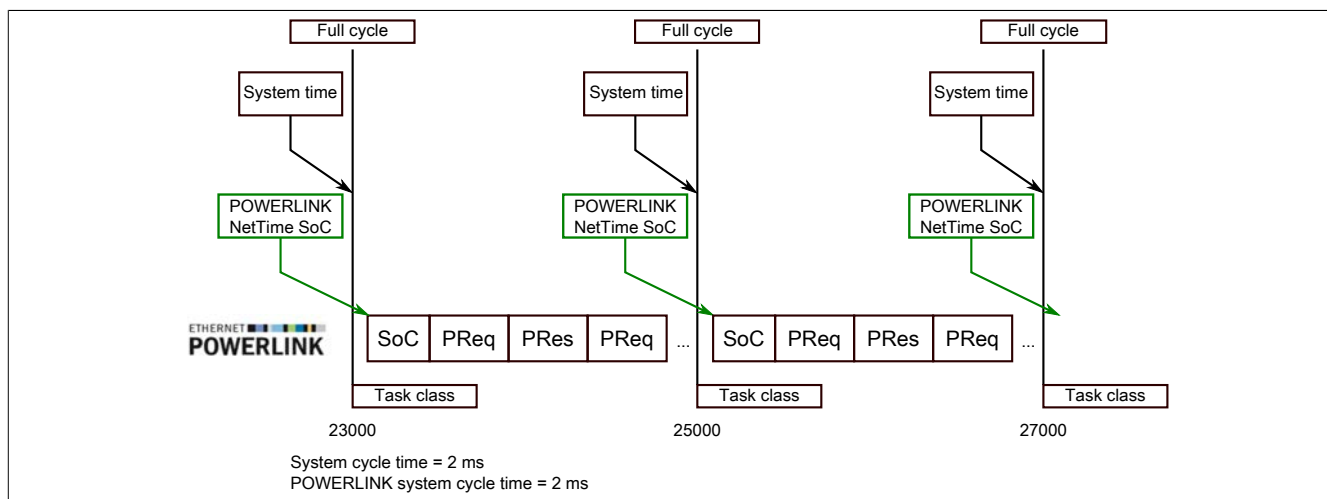 Full cycle Full cycle Full cycle
System time System time System time
POWERLINK POWERLINK POWERLINK
NetTime SoC NetTime SoC NetTime SoC
ETHERNET
POWERLINK
SoC PReq PRes PReq ... SoC PReq PRes PReq ...
Task class Task class Task class
23000 25000 27000
System cycle time = 2 ms
POWERLINK system cycle time = 2 ms